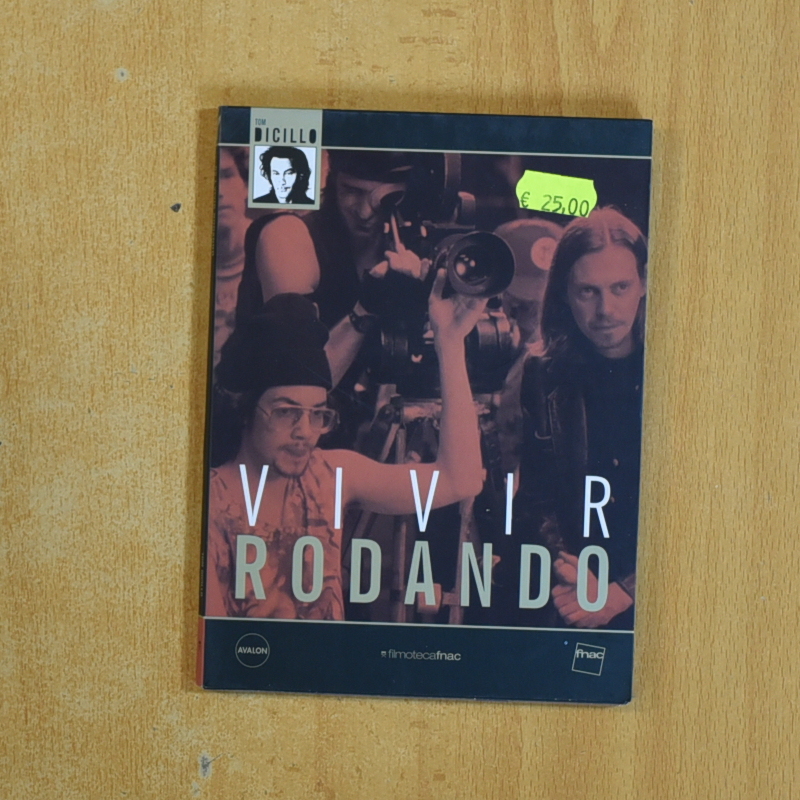 TOM
DICILLO
€ 25,00
VIVIR
RODANDO
AVALON
filmotecafnac
fnac